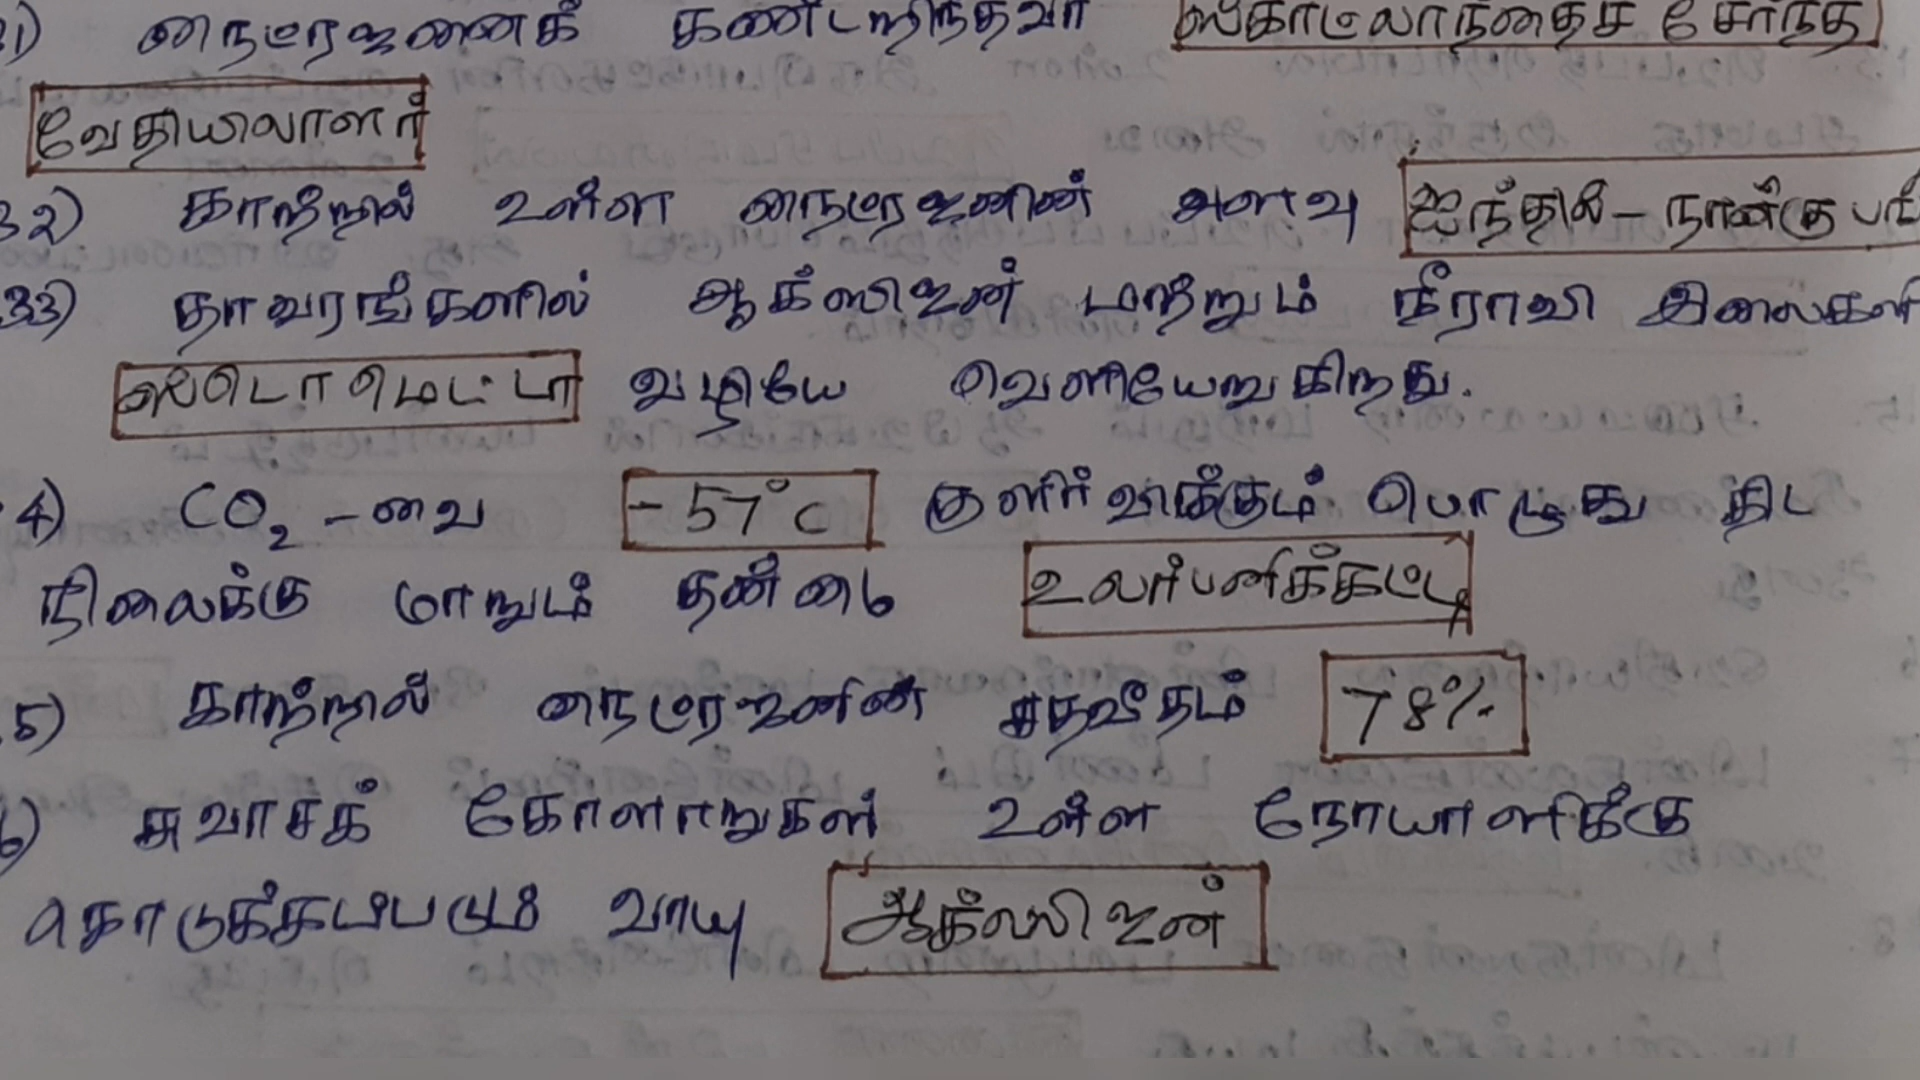 31) நைட்ரஜனைக் கண்டறிந்தவர் ஸ்காட்லாந்தைச் சேர்ந்த
வேதியியலாளர்
32) காற்றில் உள்ள நைட்ரஜனின் அளவு ஐந்தில் - நான்கு பங்
33) தாவரங்களில் ஆக்ஸிஜன் மற்றும் நீராவி இலைகளி
ஸ்டொமெட்டா வழியே வெளியேறுகிறது.
4) CO₂ - வை -57°C குளிர்விக்கும் பொழுது திட
நிலைக்கு மாறும் தன்மை உலர்பனிக்கட்டி
5) காற்றில் நைட்ரஜனின் சதவீதம் 78%
6) சுவாசக் கோளாறுகள் உள்ள நோயாளிக்கு
கொடுக்கப்படும் வாயு ஆக்ஸிஜன்